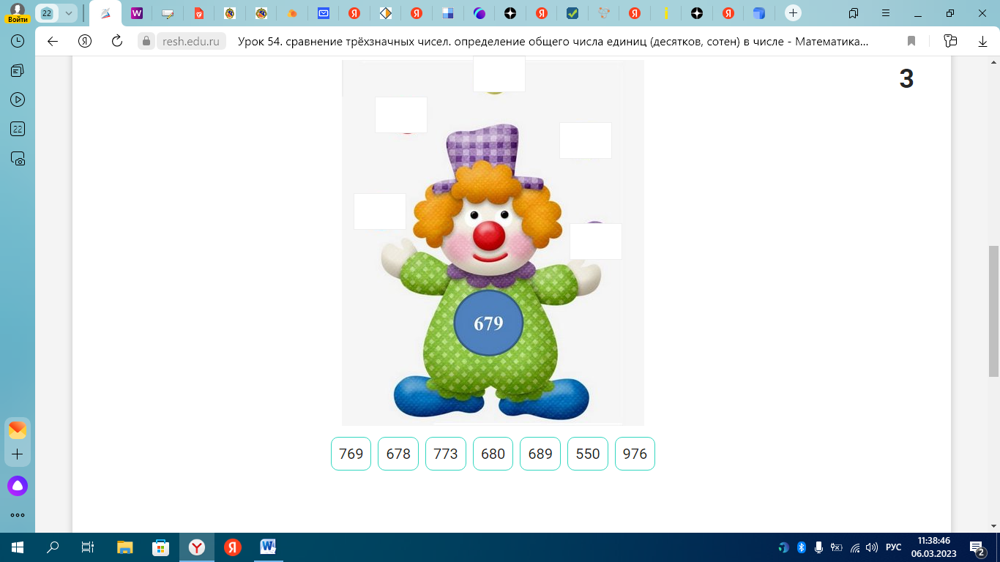 22
Войти
resh.edu.ru Урок 54. сравнение трёхзначных чисел. определение общего числа единиц (десятков, сотен) в числе - Математика...
22
3
679
769 678 773 680 689 550 976
РУС
11:38:46
06.03.2023
2